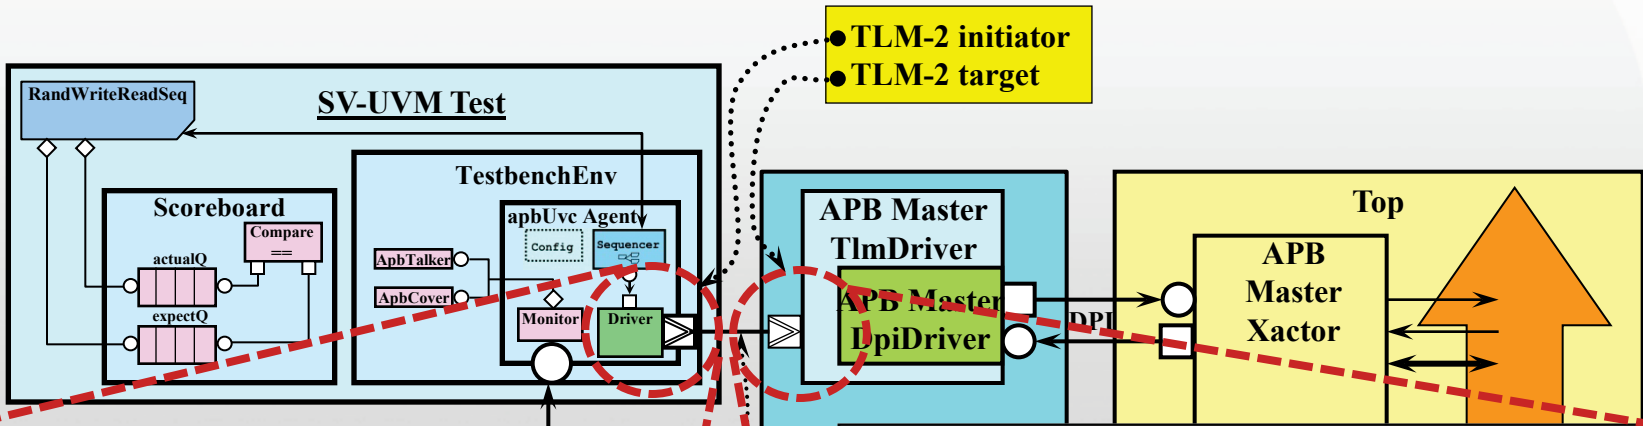 TLM-2 initiator
TLM-2 target
RandWriteReadSeq
SV-UVM Test
TestbenchEnv
Scoreboard
Compare
==
actualQ
expectQ
apbUvc Agent
Config
Sequencer
ApbTalker
ApbCover
Monitor
Driver
APB Master
TlmDriver
APB Master
DpiDriver
DPI
Top
APB
Master
Xactor